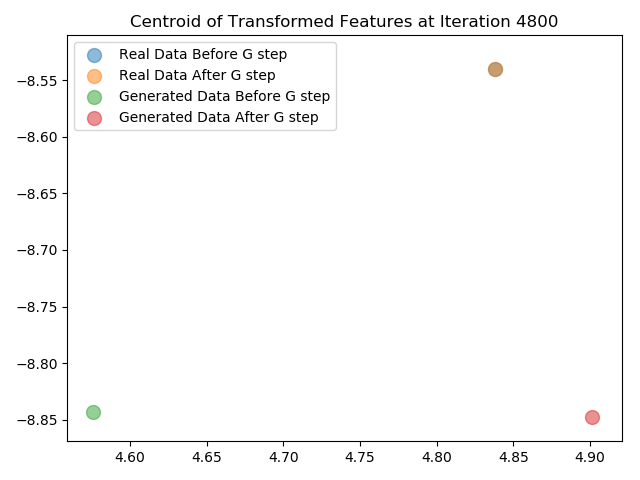 Centroid of Transformed Features at Iteration 4800
Real Data Before G step
Real Data After G step
Generated Data Before G step
Generated Data After G step
−8.55
−8.60
−8.65
−8.70
−8.75
−8.80
−8.85
4.60 4.65 4.70 4.75 4.80 4.85 4.90